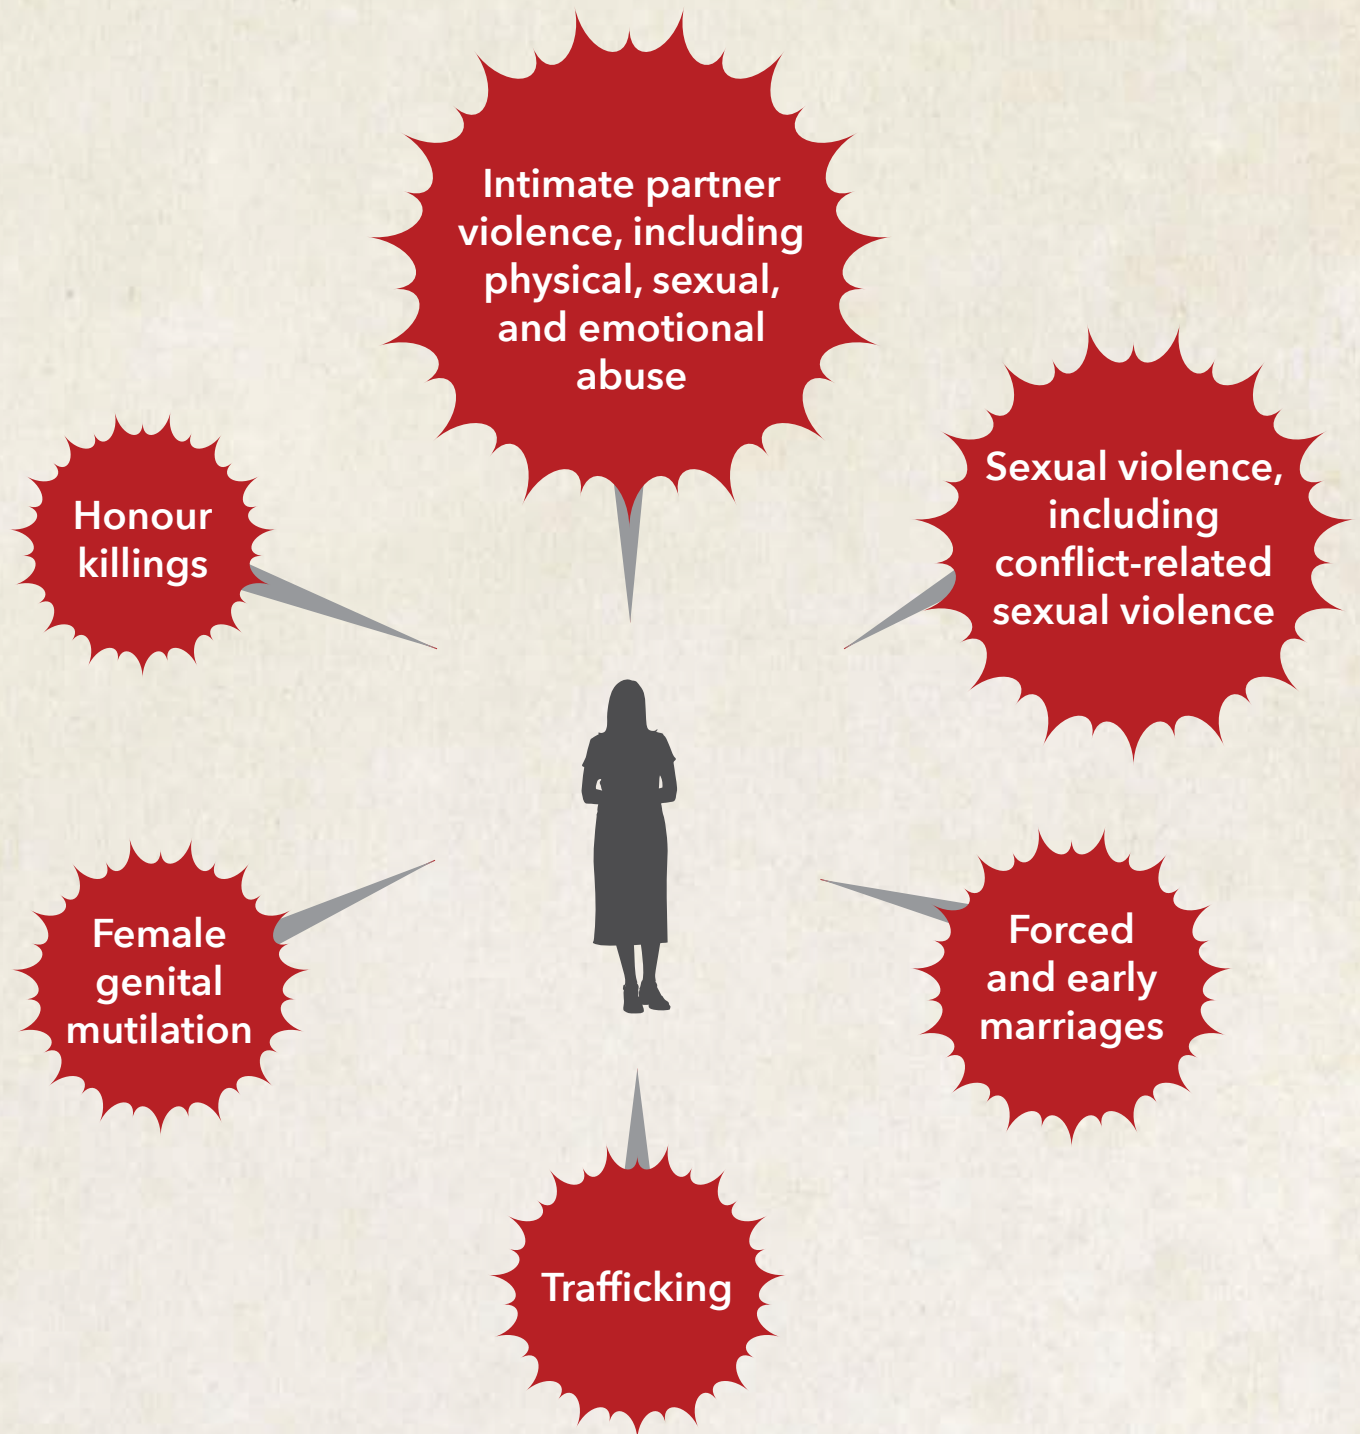 Intimate partner
violence, including
physical, sexual,
and emotional
abuse
Sexual violence,
including
conflict-related
sexual violence
Honour
killings
Female
genital
mutilation
Forced
and early
marriages
Trafficking